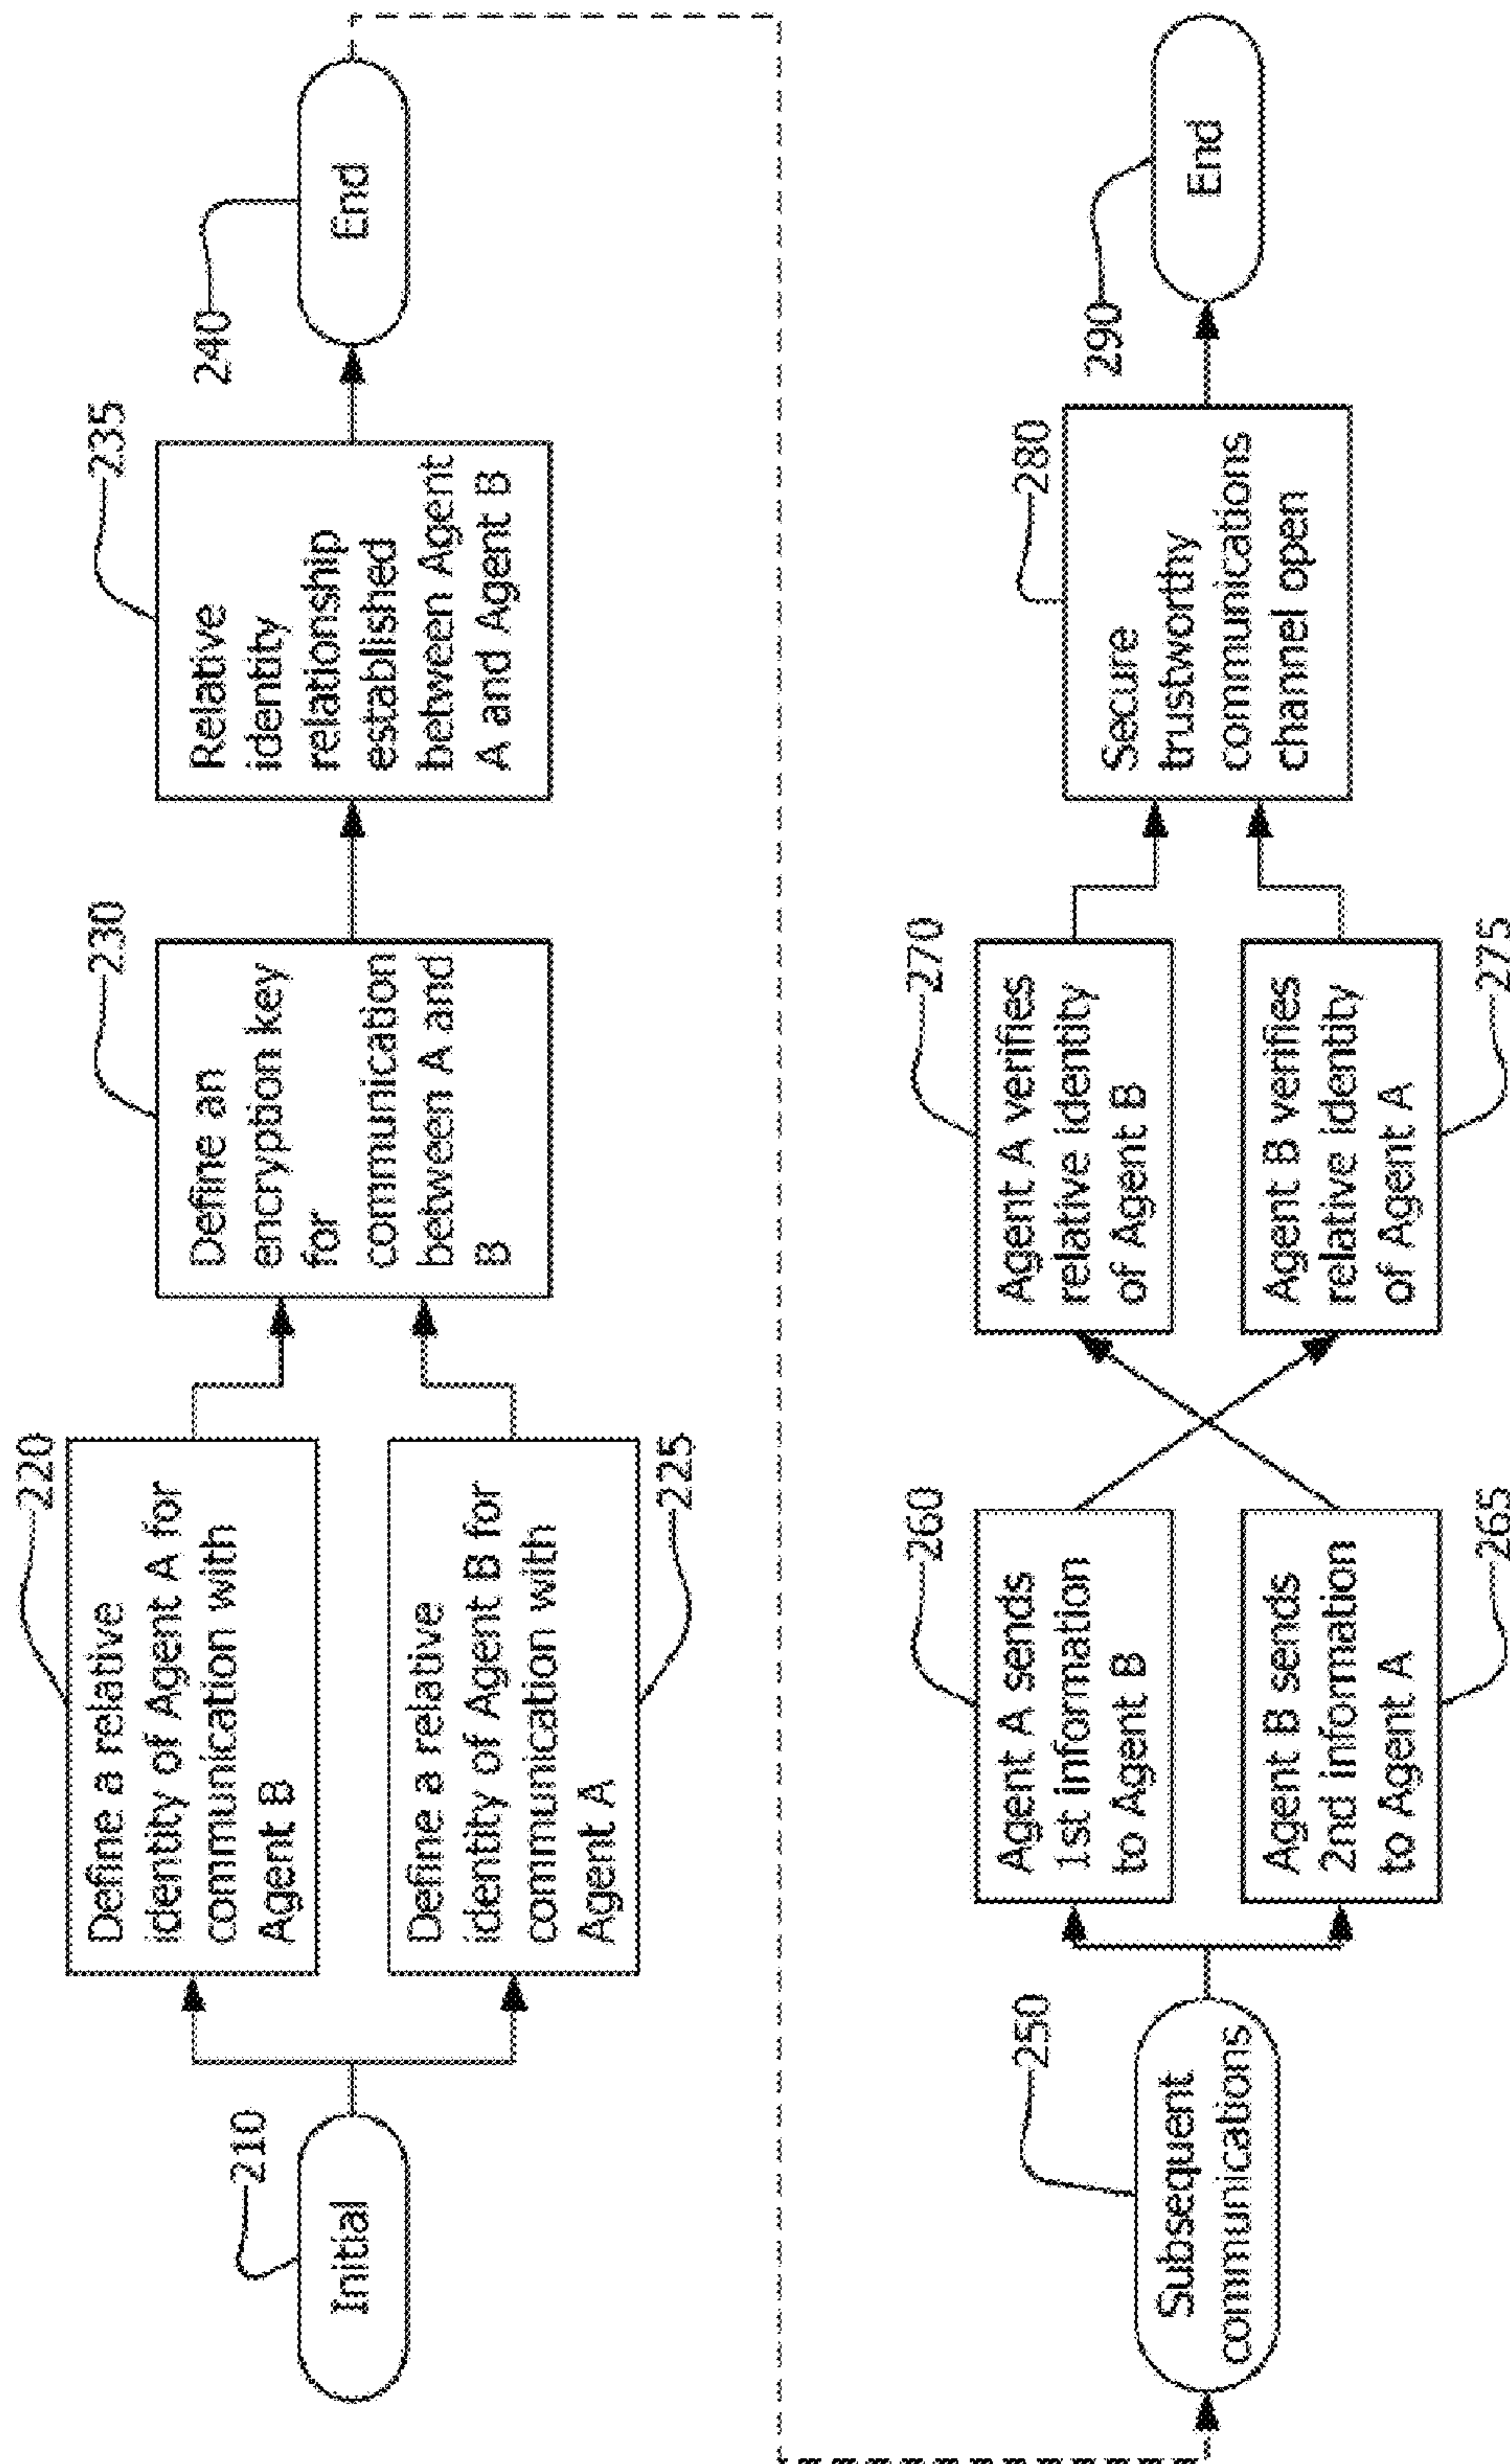 210
Initial
220
Define a relative
identity of Agent A for
communication with
Agent B
Define a relative
identity of Agent B for
communication with
Agent A
225
230
Define an
encryption key
for
communication
between A and
B
235
Relative
identity
relationship
established
between Agent
A and Agent B
240
End
250
Subsequent
communications
260
Agent A sends
1st information
to Agent B
Agent B sends
2nd information
to Agent A
265
270
Agent A verifies
relative identity
of Agent B
Agent B verifies
relative identity
of Agent A
275
280
Secure
trustworthy
communications
channel open
290
End